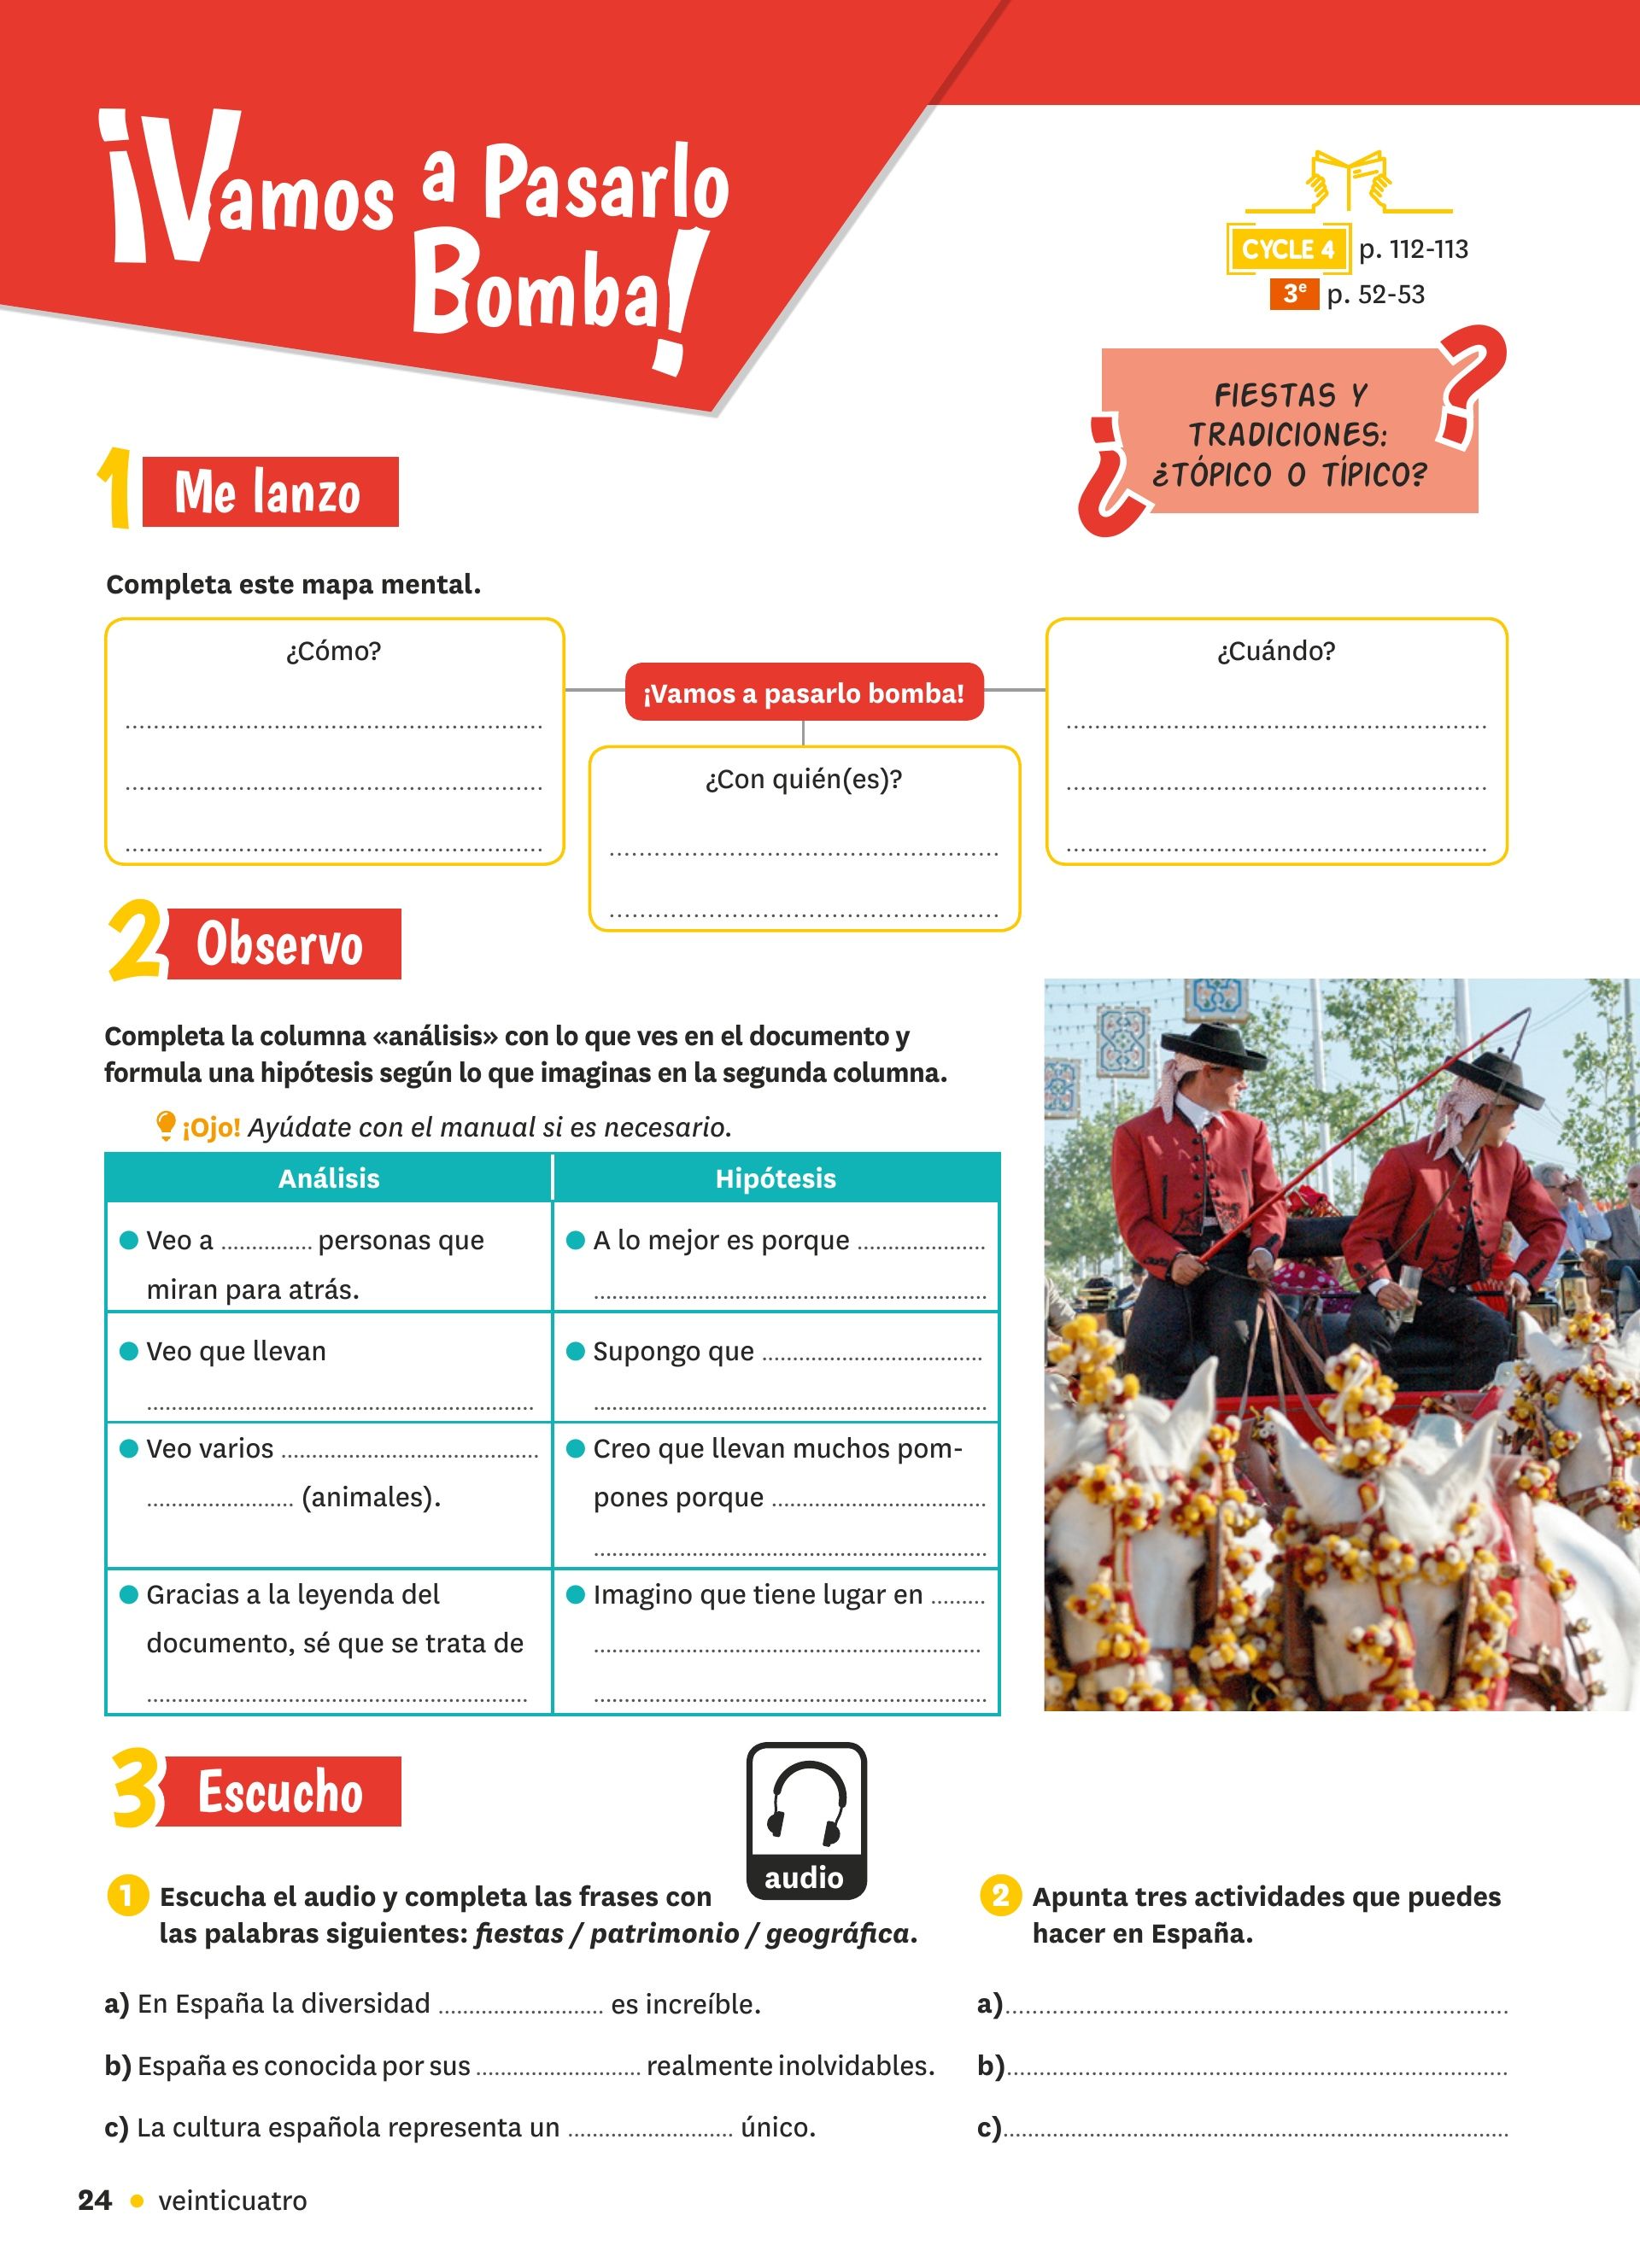 ¡Vamos a Pasarlo
Bomba!
CYCLE 4 p. 112-113
3e p. 52-53
FIESTAS Y
TRADICIONES:
¿TÓPICO O TÍPICO?
1 Me lanzo
Completa este mapa mental.
¿Cómo?
¡Vamos a pasarlo bomba!
¿Cuándo?
¿Con quién(es)?
2 Observo
Completa la columna «análisis» con lo que ves en el documento y
formula una hipótesis según lo que imaginas en la segunda columna.
¡Ojo! Ayúdate con el manual si es necesario.
Análisis
Hipótesis
Veo a .............. personas que
miran para atrás.
A lo mejor es porque ....................
Veo que llevan
Supongo que ..................................
Veo varios ........................................
....................... (animales).
Creo que llevan muchos pom-
pones porque .................................
Gracias a la leyenda del
documento, sé que se trata de
Imagino que tiene lugar en .........
3 Escucho
audio
1 Escucha el audio y completa las frases con
las palabras siguientes: fiestas / patrimonio / geográfica.
a) En España la diversidad .......................... es increíble.
b) España es conocida por sus .......................... realmente inolvidables.
c) La cultura española representa un .......................... único.
2 Apunta tres actividades que puedes
hacer en España.
a)..................................................................................
b)..................................................................................
c)..................................................................................
24 • veinticuatro